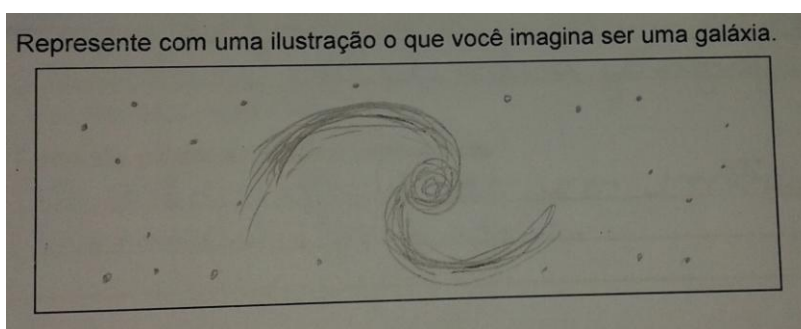 Represente com uma ilustração o que você imagina ser uma galáxia.